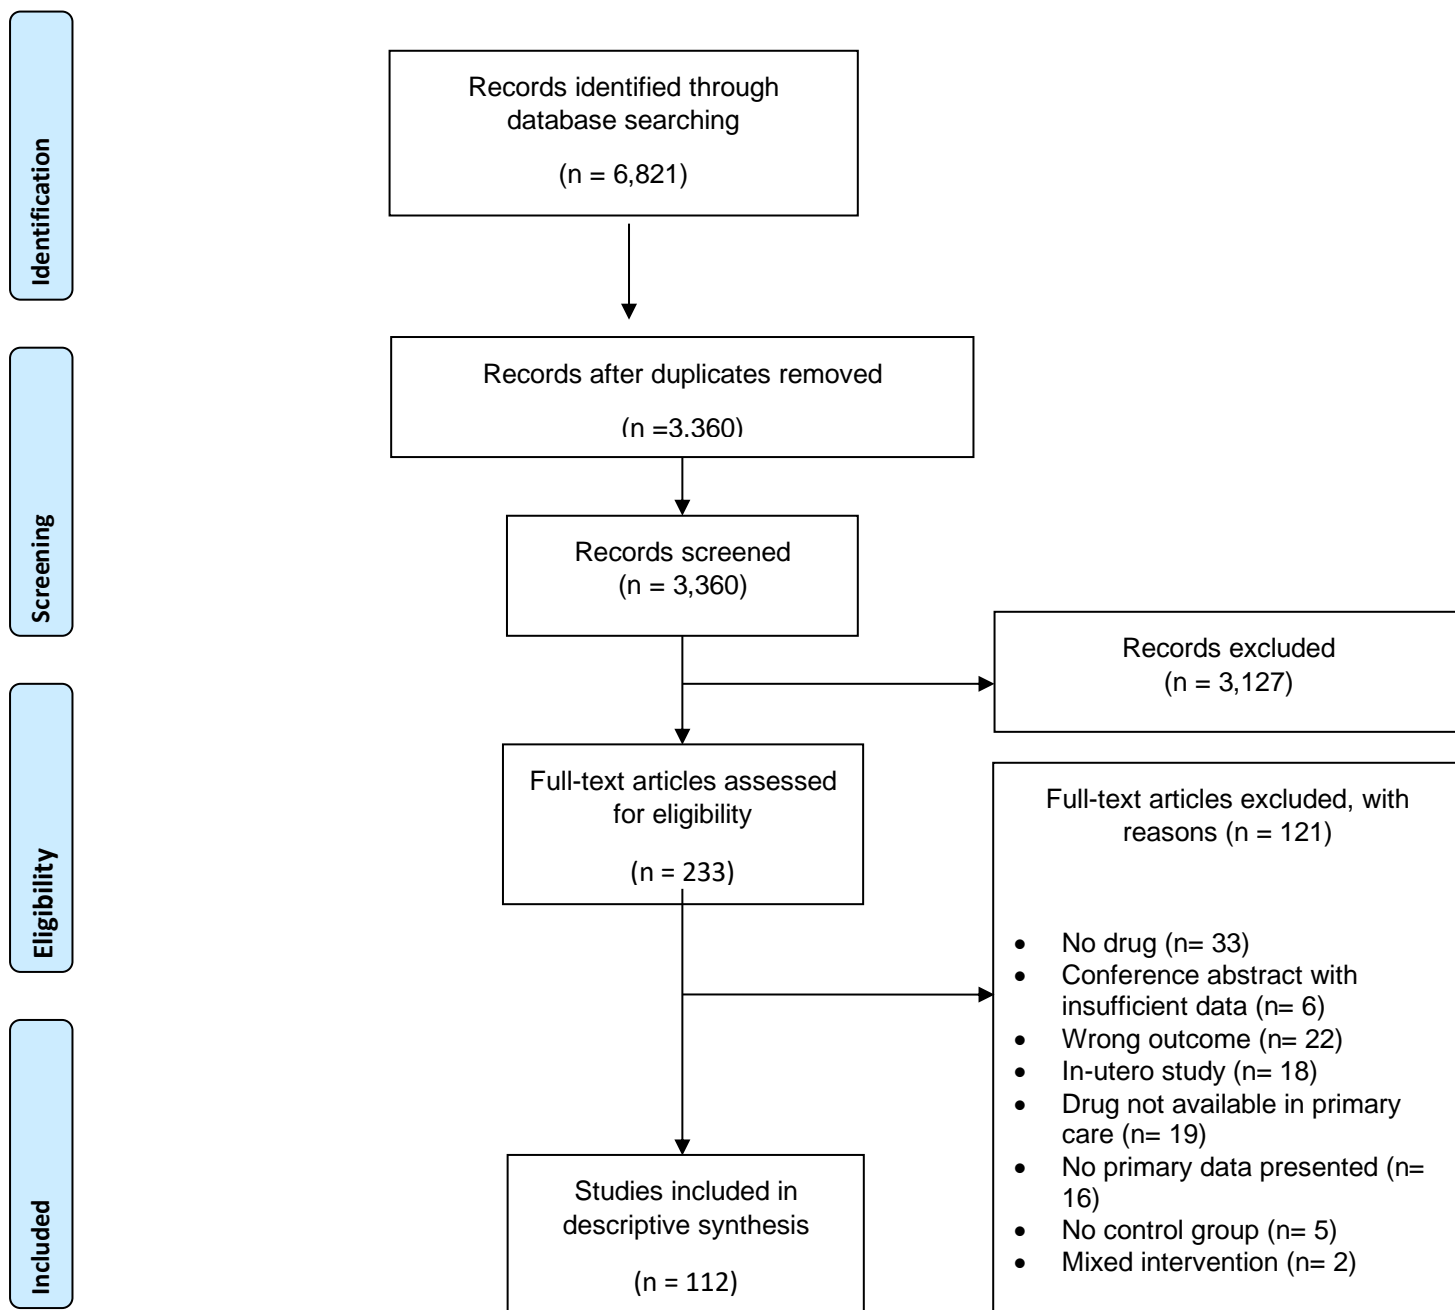 Identification
Records identified through
database searching
(n = 6,821)
Records after duplicates removed
(n =3.360)
Screening
Records screened
(n = 3,360)
Records excluded
(n = 3,127)
Eligibility
Full-text articles assessed
for eligibility
(n = 233)
Full-text articles excluded, with
reasons (n = 121)
• No drug (n= 33)
• Conference abstract with
insufficient data (n= 6)
• Wrong outcome (n= 22)
• In-utero study (n= 18)
• Drug not available in primary
care (n= 19)
• No primary data presented (n=
16)
• No control group (n= 5)
• Mixed intervention (n= 2)
Included
Studies included in
descriptive synthesis
(n = 112)